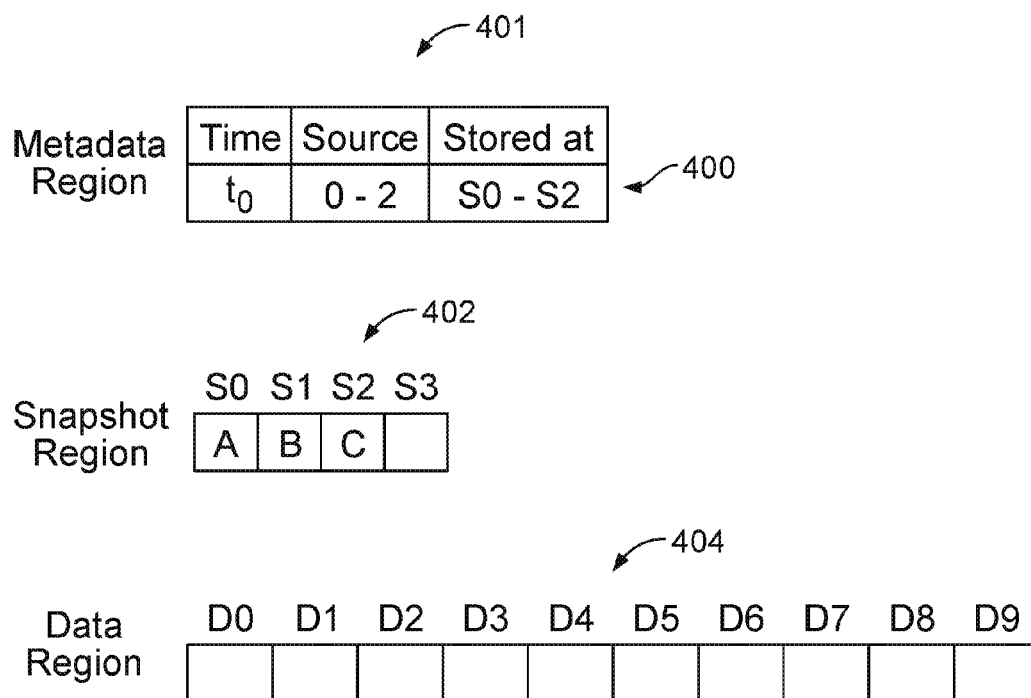 401
Metadata
Region
Time Source Stored at
t0 0 - 2 S0 - S2
400
402
S0 S1 S2 S3
Snapshot
Region
A B C
404
Data
Region
D0 D1 D2 D3 D4 D5 D6 D7 D8 D9